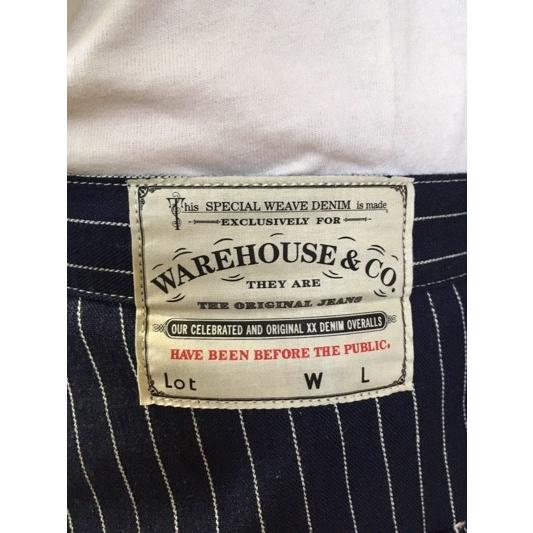 This SPECIAL WEAVE DENIM is made
EXCLUSIVELY FOR
WAREHOUSE & CO.
THEY ARE
THE ORIGINAL JEANS
OUR CELEBRATED AND ORIGINAL XX DENIM OVERALLS
HAVE BEEN BEFORE THE PUBLIC.
Lot W L